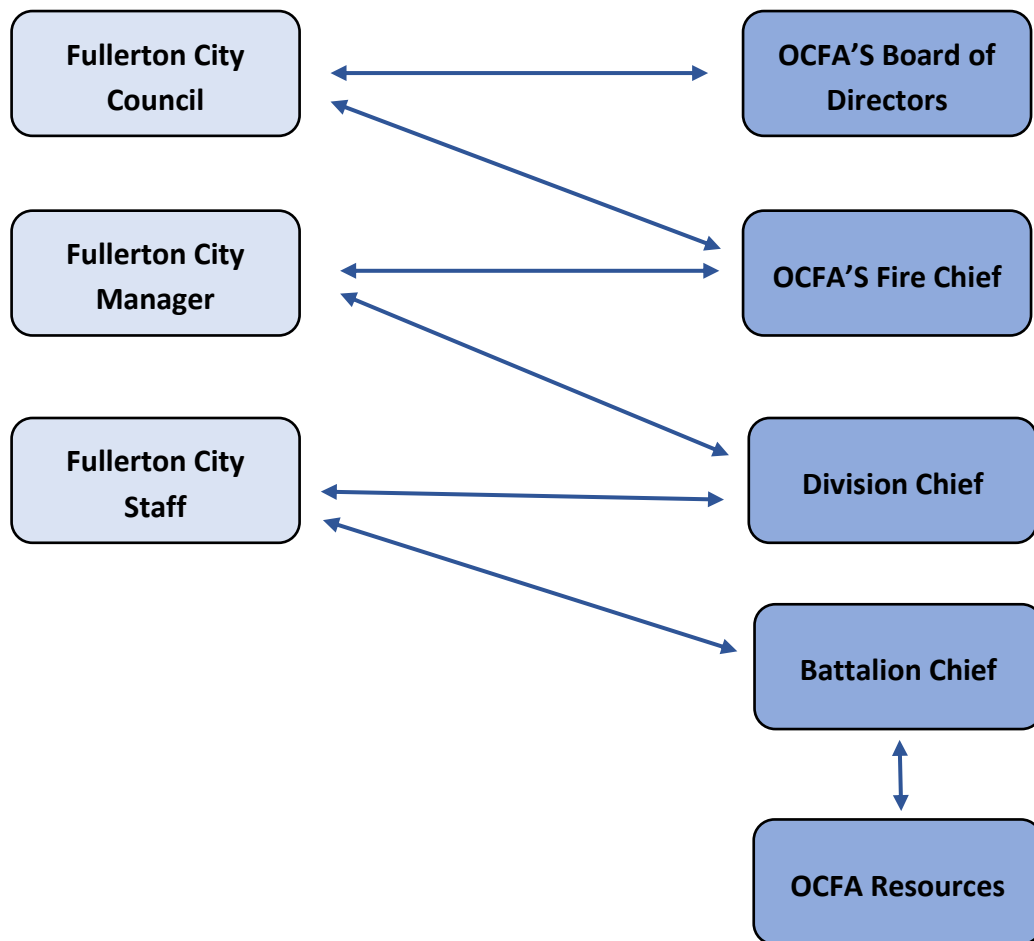 Fullerton City
Council
OCFA’S Board of
Directors
Fullerton City
Manager
OCFA’S Fire Chief
Fullerton City
Staff
Division Chief
Battalion Chief
OCFA Resources